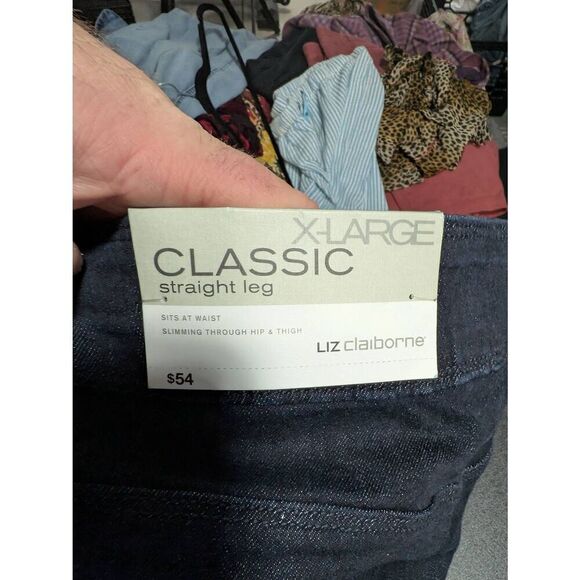 X-LARGE
CLASSIC
straight leg
SITS AT WAIST
SLIMMING THROUGH HIP & THIGH
LIZ claiborne
$54